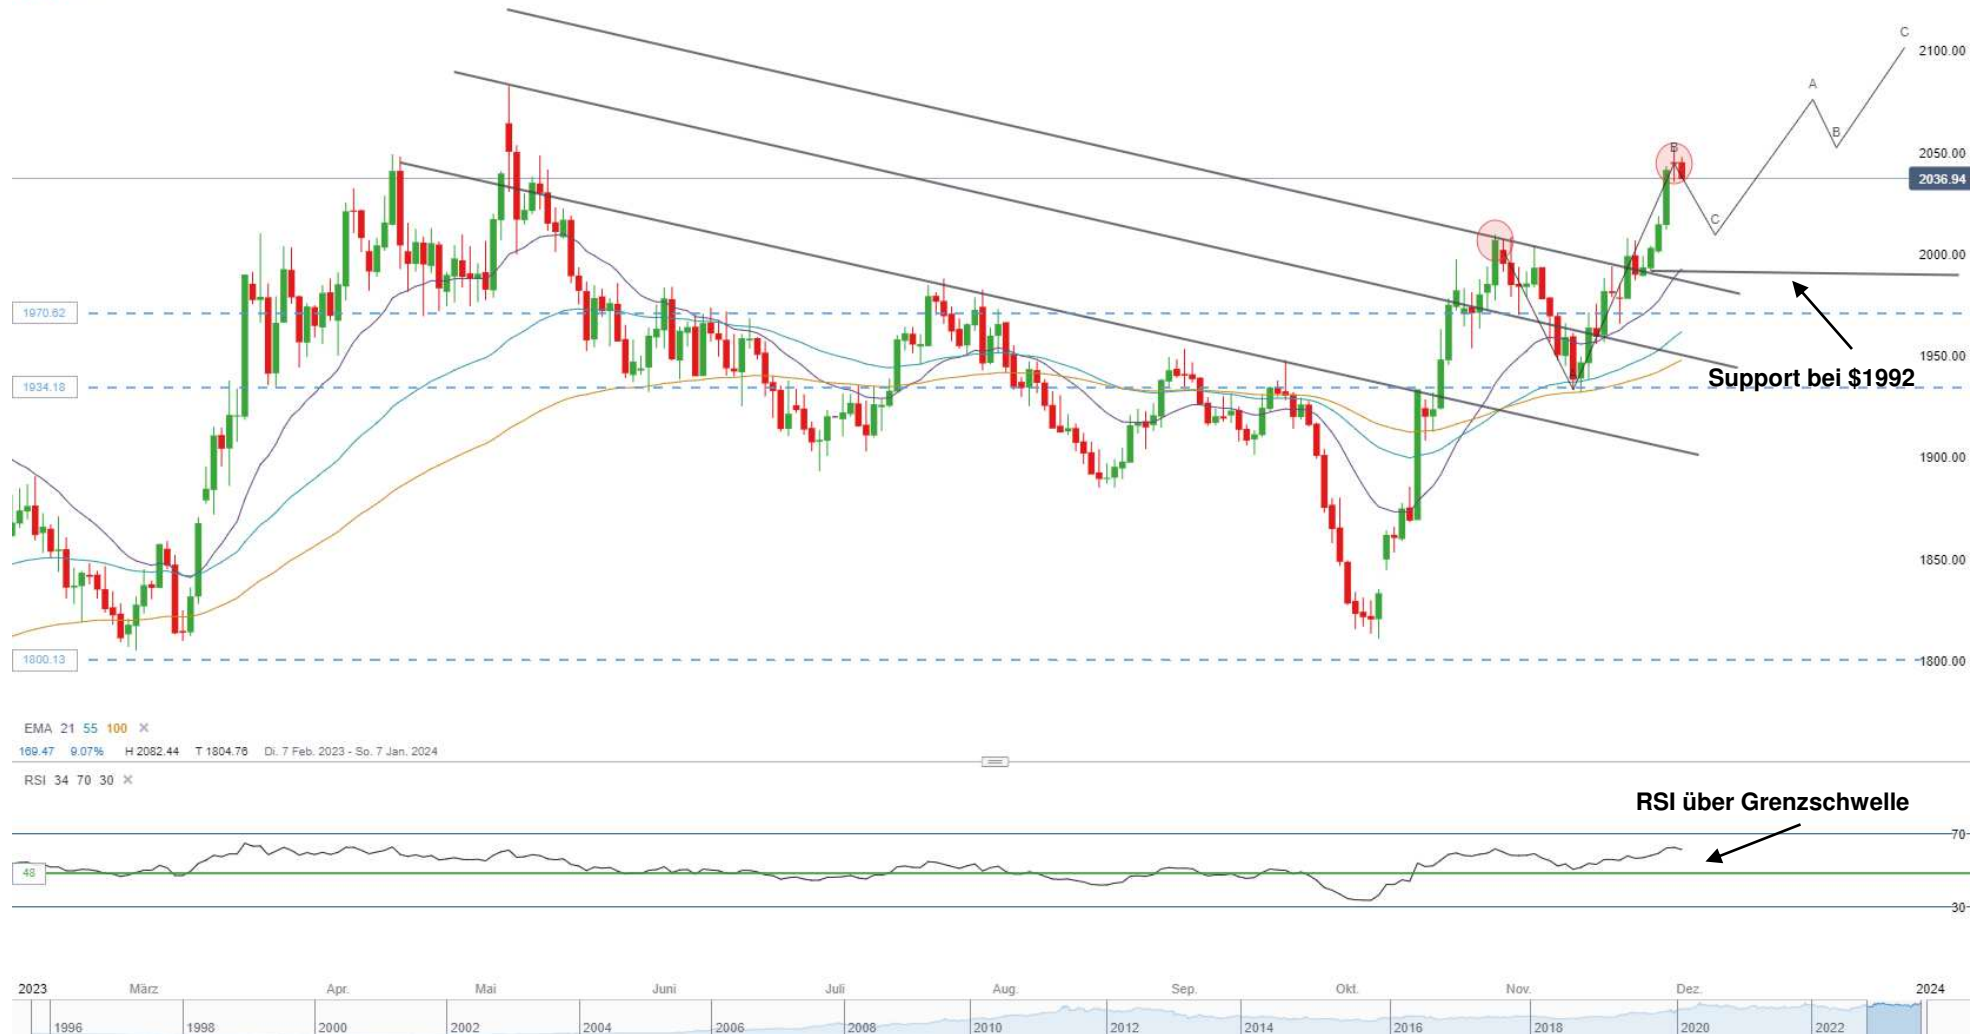 C
2100.00
A
B
2050.00
B
2036.94
C
2000.00
1970.62
1950.00
Support bei $1992
1934.18
1900.00
1850.00
1800.13
1800.00
EMA 21 55 100 ×
169.47 9.07% H 2082.44 T 1804.76 Di. 7 Feb. 2023 - So. 7 Jan. 2024
RSI 34 70 30 ×
RSI über Grenzschwelle
70
48
30
2023 März Apr. Mai Juni Juli Aug. Sep. Okt. Nov. Dez. 2024
1996 1998 2000 2002 2004 2006 2008 2010 2012 2014 2016 2018 2020 2022